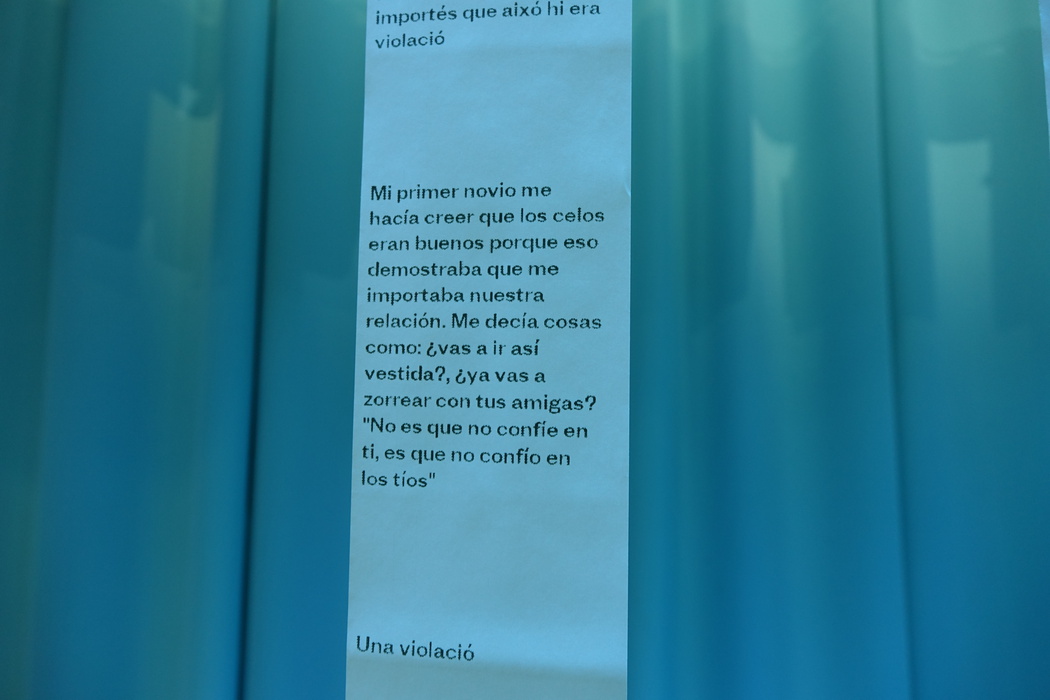 importés que aixó hi era
violació
Mi primer novio me
hacía creer que los celos
eran buenos porque eso
demostraba que me
importaba nuestra
relación. Me decía cosas
como: ¿vas a ir así
vestida?, ¿ya vas a
zorrear con tus amigas?
"No es que no confíe en
ti, es que no confío en
los tíos"
Una violació